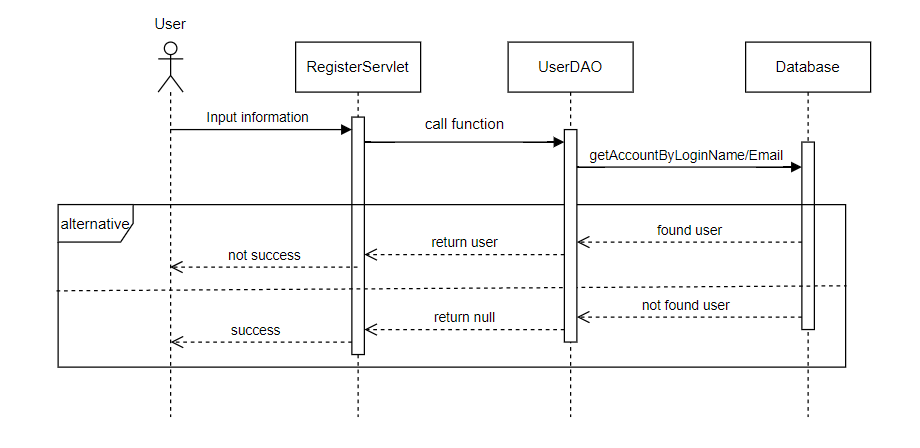 User
RegisterServlet
UserDAO
Database
Input information
call function
getAccountByLoginName/Email
alternative
found user
return user
not success
not found user
return null
success